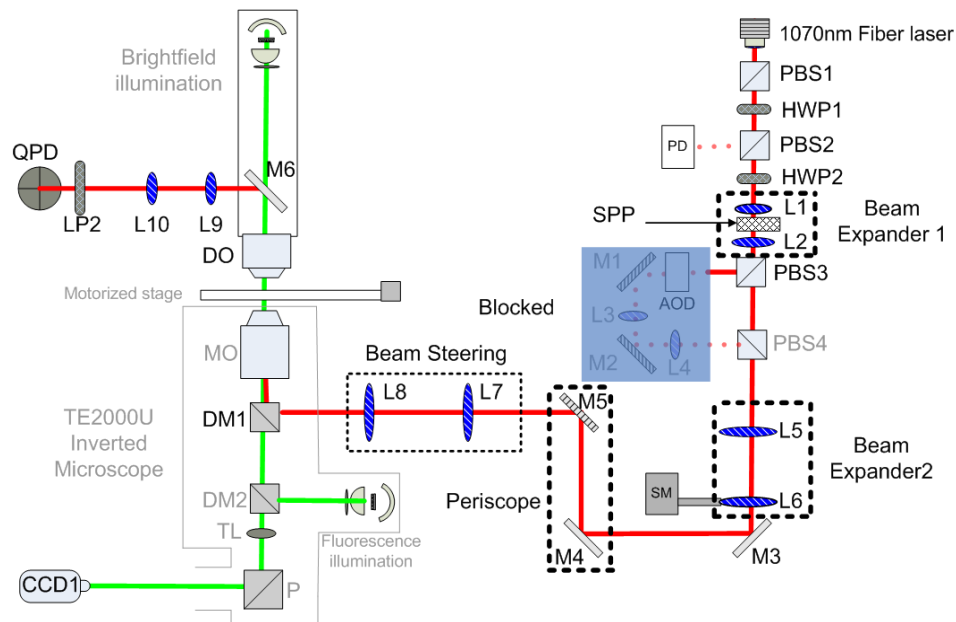 1070nm Fiber laser
PBS1
HWP1
PD
PBS2
HWP2
L1
SPP
Beam
Expander 1
L2
PBS3
M1
AOD
Blocked
L3
M2
L4
PBS4
Brightfield
illumination
QPD
M6
LP2
L10
L9
DO
Motorized stage
MO
Beam Steering
L8
L7
M5
DM1
TE2000U
Inverted
Microscope
Periscope
L5
Beam
Expander2
SM
L6
DM2
TL
Fluorescence
illumination
M4
M3
CCD1
P